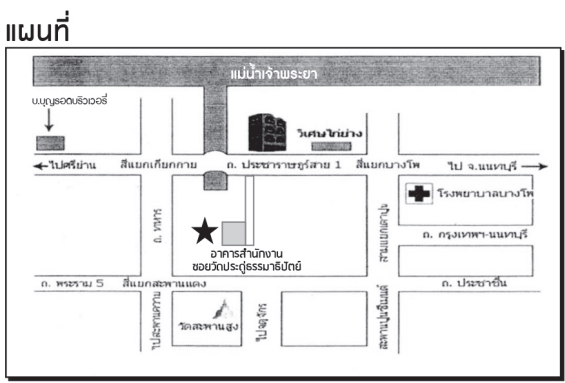 แผนที่
แม่น้ำเจ้าพระยา
บ.บุญรอดบริวเวอรี่
วิเศษไก่ย่าง
ไปศรีย่าน
สี่แยกเกียกกาย
ถ. ประชาราษฎร์สาย 1
สี่แยกบางโพ
ไป จ.นนทบุรี
โรงพยาบาลบางโพ
ถ. ทหาร
สามแยกเตาปูน
ถ. กรุงเทพฯ-นนทบุรี
อาคารสำนักงาน
ซอยวัดประดู่ธรรมาธิปัตย์
ถ. พระราม 5
สี่แยกสะพานแดง
ถ. ประชาชื่น
ไปสะพานควาย
วัดสะพานสูง
ไปจตุจักร
สะพานปูนซีเมนต์